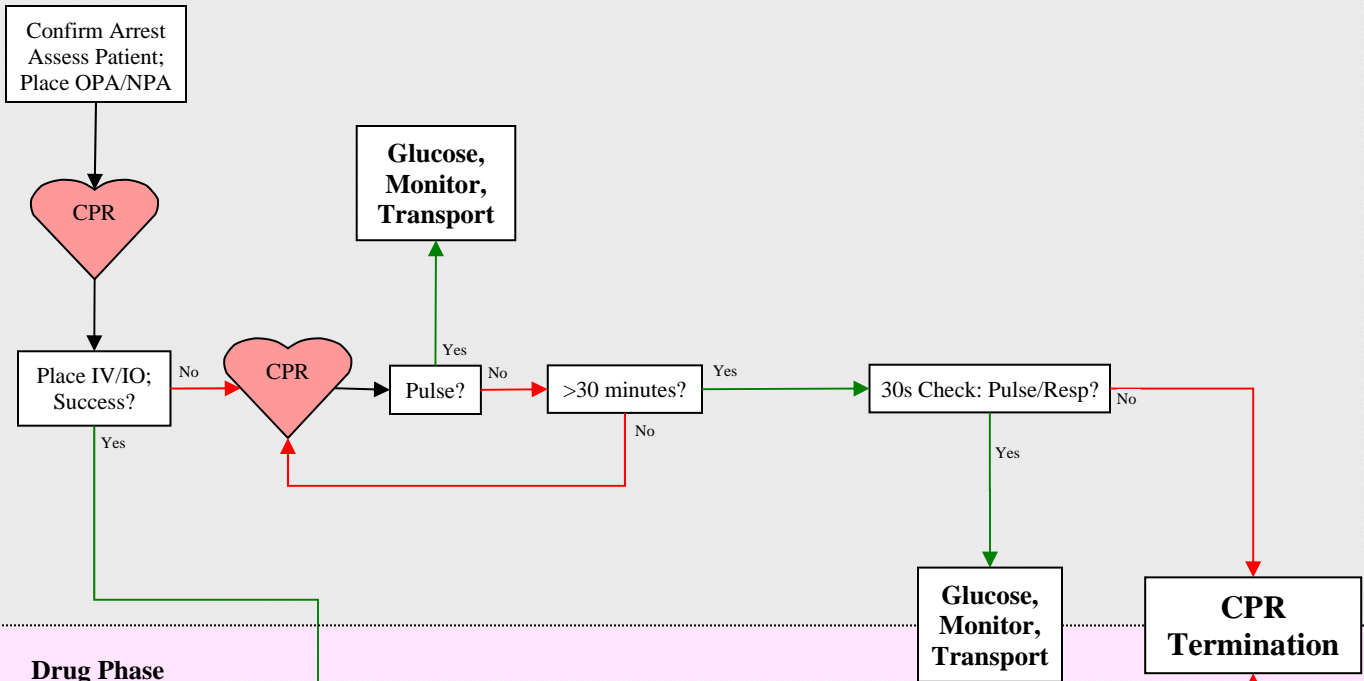 Confirm Arrest
Assess Patient;
Place OPA/NPA
CPR
Glucose,
Monitor,
Transport
Place IV/IO;
Success?
No
Yes
CPR
Pulse?
Yes
No
>30 minutes?
Yes
No
30s Check: Pulse/Resp?
No
Yes
Glucose,
Monitor,
Transport
CPR
Termination
Drug Phase